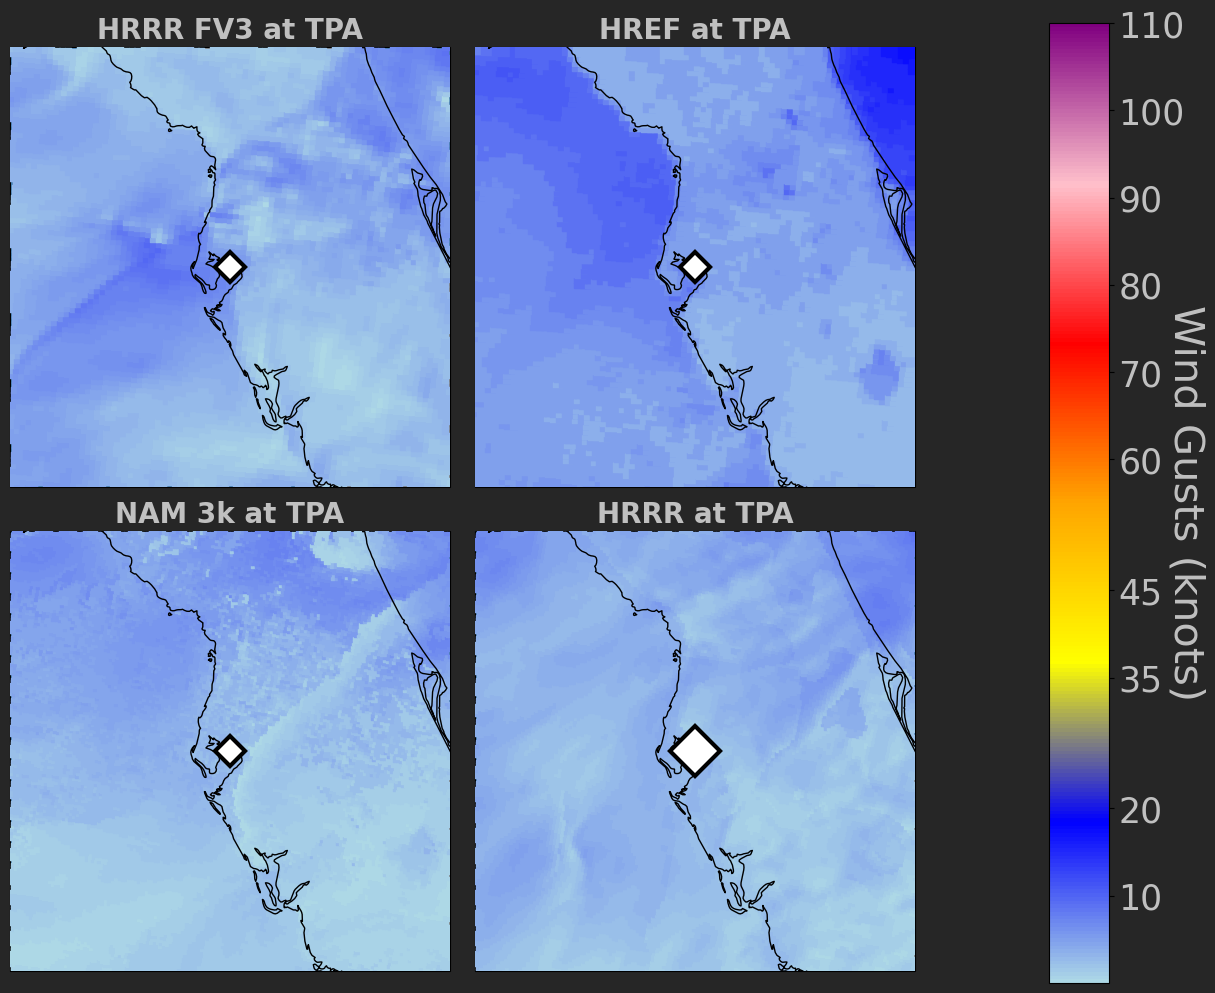 HRRR FV3 at TPA
HREF at TPA
NAM 3k at TPA
HRRR at TPA
110
100
90
80
70
60
45
35
20
10
Wind Gusts (knots)